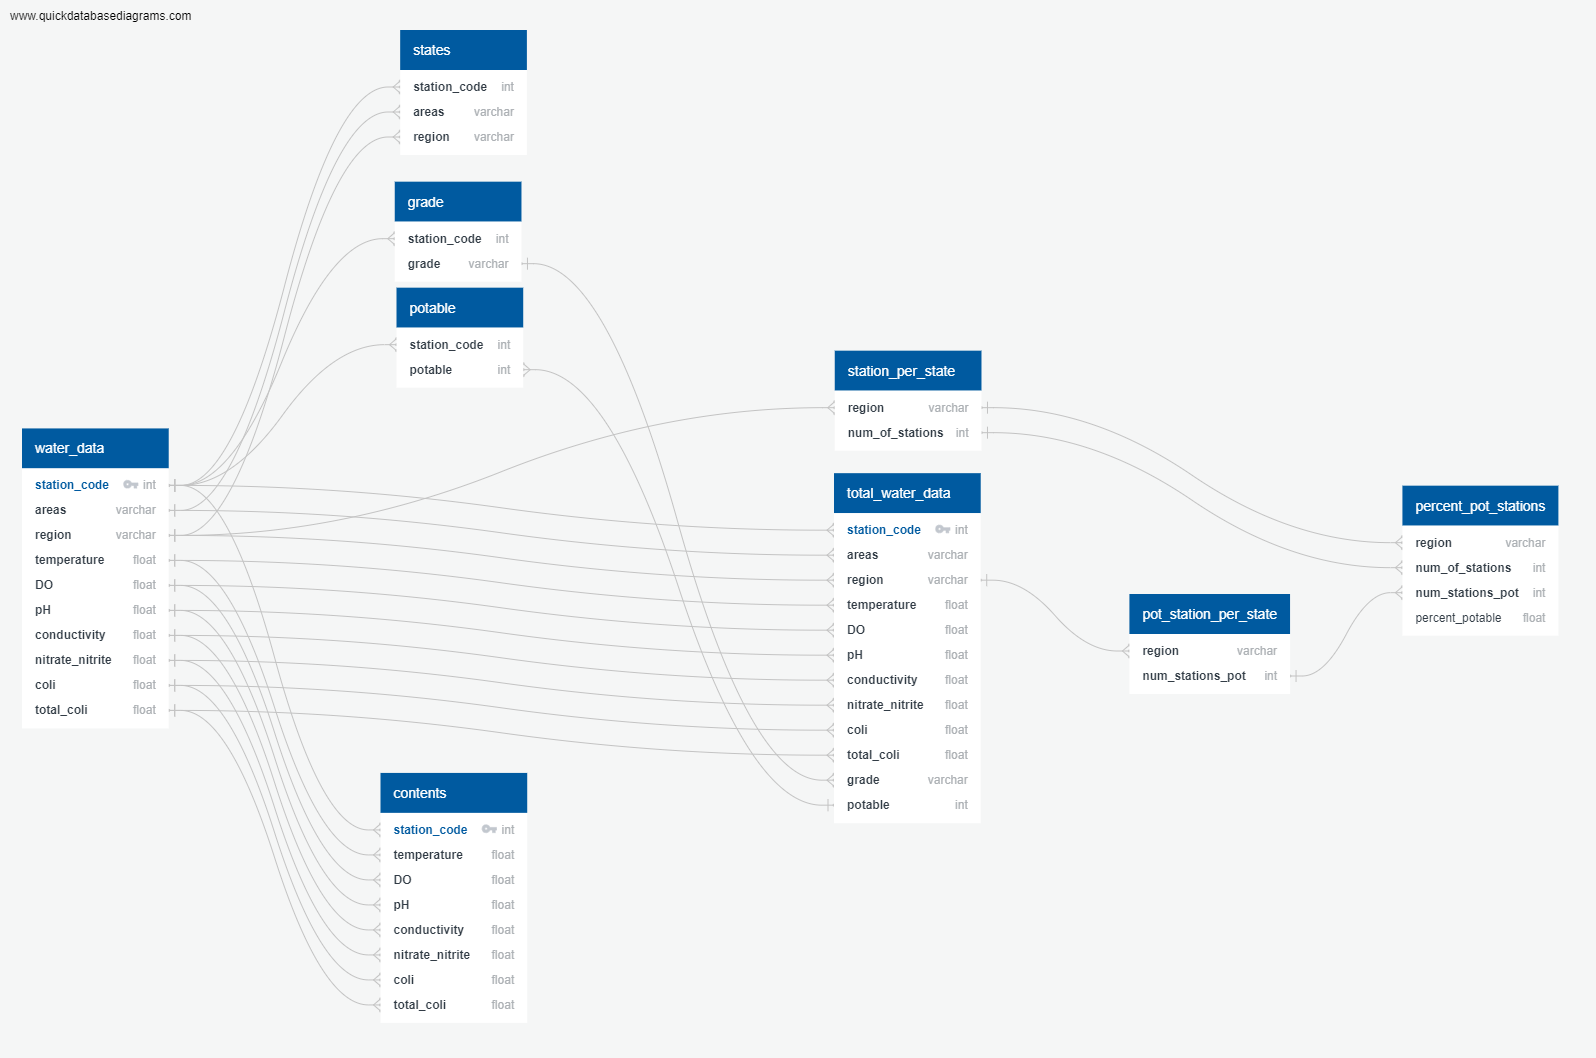 www.quickdatabasediagrams.com
states
station_code int
areas varchar
region varchar
grade
station_code int
grade varchar
potable
station_code int
potable int
water_data
station_code int
areas varchar
region varchar
temperature float
DO float
pH float
conductivity float
nitrate_nitrite float
coli float
total_coli float
contents
station_code int
temperature float
DO float
pH float
conductivity float
nitrate_nitrite float
coli float
total_coli float
station_per_state
region varchar
num_of_stations int
total_water_data
station_code int
areas varchar
region varchar
temperature float
DO float
pH float
conductivity float
nitrate_nitrite float
coli float
total_coli float
grade varchar
potable int
pot_station_per_state
region varchar
num_stations_pot int
percent_pot_stations
region varchar
num_of_stations int
num_stations_pot int
percent_potable float